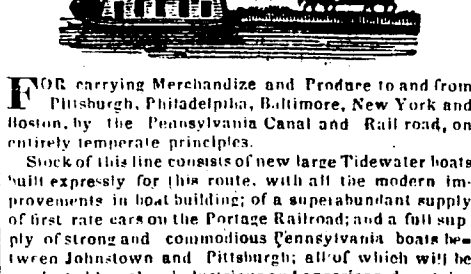 FOR carrying Merchandize and Produce to and from
Pittsburgh, Philadelphia, Baltimore, New York and
Boston, by the Pennsylvania Canal and Rail road, on
entirely temperate principles.
Stock of this line consists of new large Tidewater boats
built expressly for this route, with all the modern im-
provements in boat building; of a superabundant supply
of first rate cars on the Portage Railroad; and a full sup
ply of strong and commodious Pennsylvania boats be-
tween Johnstown and Pittsburgh; all of which will be